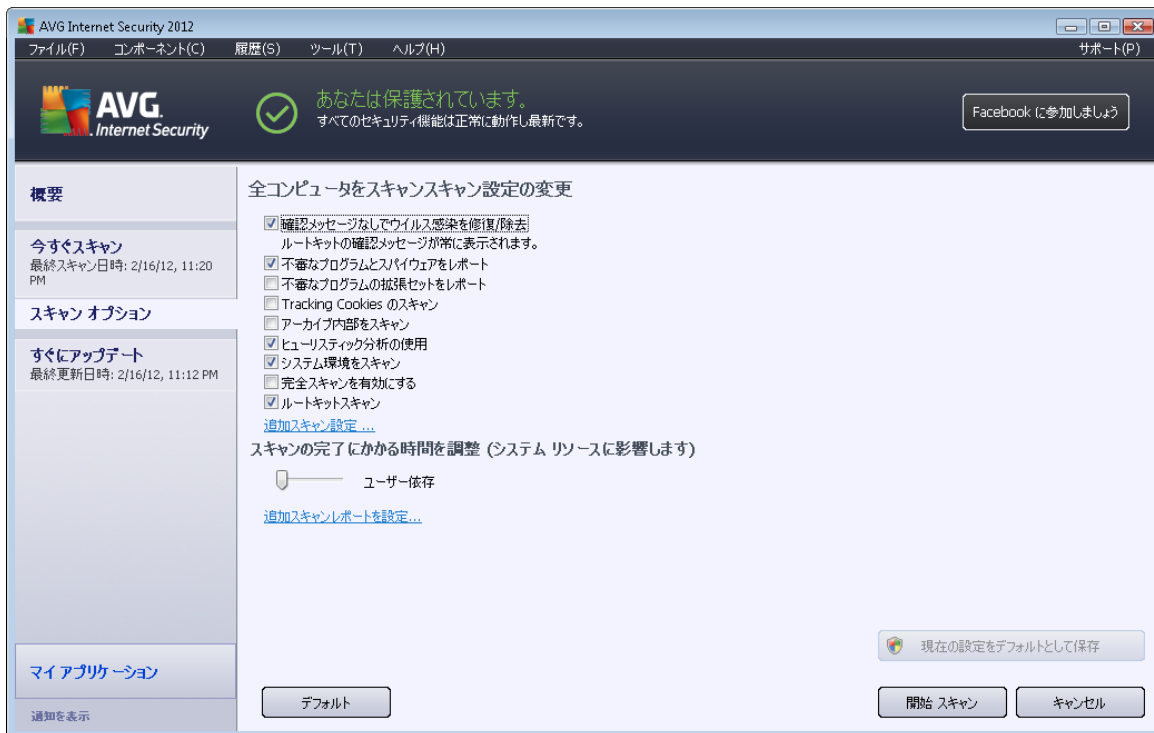 AVG Internet Security 2012
ファイル(F) コンポーネント(C) 履歴(S) ツール(T) ヘルプ(H) サポート(P)
AVG.
Internet Security
あなたは保護されています。
すべてのセキュリティ機能は正常に動作し最新です。
Facebook に参加しましょう
概要
今すぐスキャン
最終スキャン日時: 2/16/12, 11:20
PM
スキャン オプション
すぐにアップデート
最終更新日時: 2/16/12, 11:12 PM
全コンピュータをスキャンスキャン設定の変更
確認メッセージなしでウイルス感染を修復/除去
ルートキットの確認メッセージが常に表示されます。
不審なプログラムとスパイウェアをレポート
不審なプログラムの拡張セットをレポート
Tracking Cookies のスキャン
アーカイブ内部をスキャン
ヒューリスティック分析の使用
システム環境をスキャン
完全スキャンを有効にする
ルートキットスキャン
追加スキャン設定 ...
スキャンの完了にかかる時間を調整 (システム リソースに影響します)
ユーザー依存
追加スキャンレポートを設定...
現在の設定をデフォルトとして保存
マイ アプリケーション
通知を表示
デフォルト
開始 スキャン
キャンセル